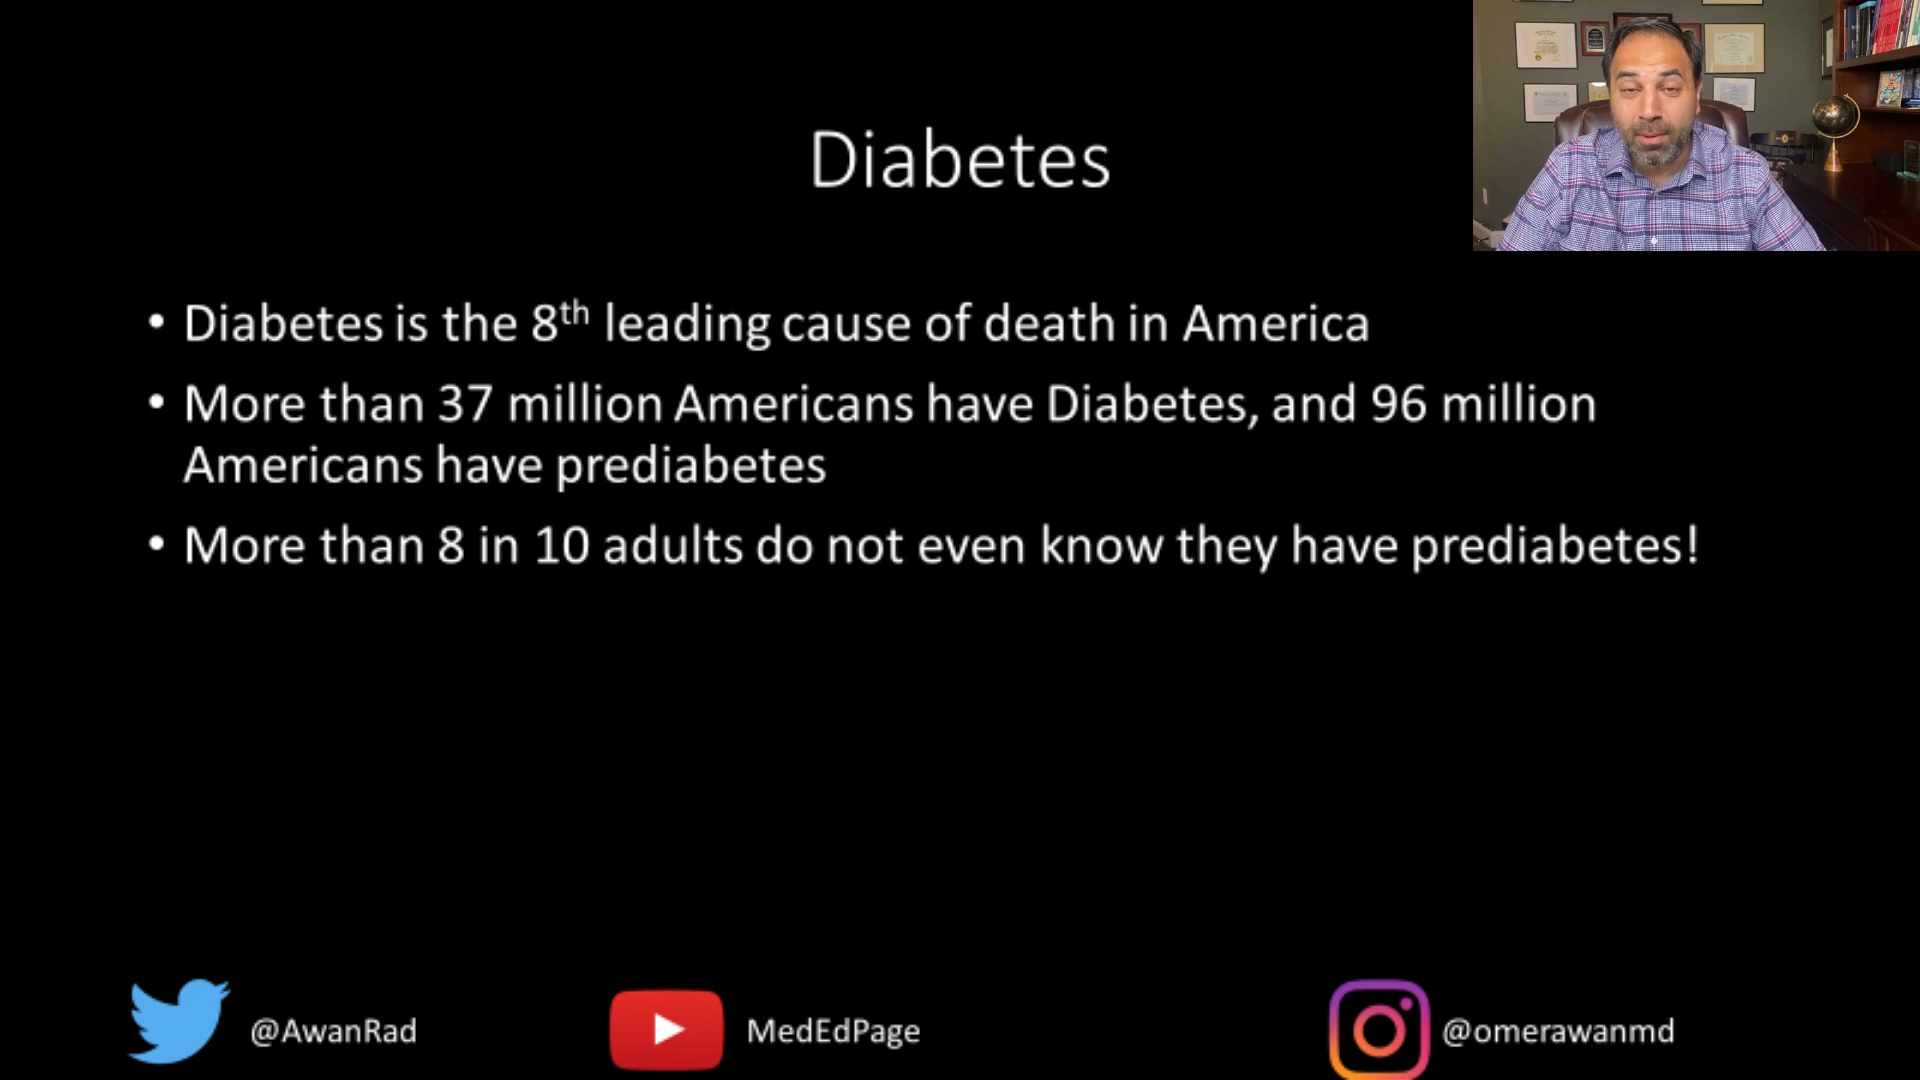 Diabetes
• Diabetes is the 8th leading cause of death in America
• More than 37 million Americans have Diabetes, and 96 million
Americans have prediabetes
• More than 8 in 10 adults do not even know they have prediabetes!
@AwanRad
MedEdPage
@omerawanmd